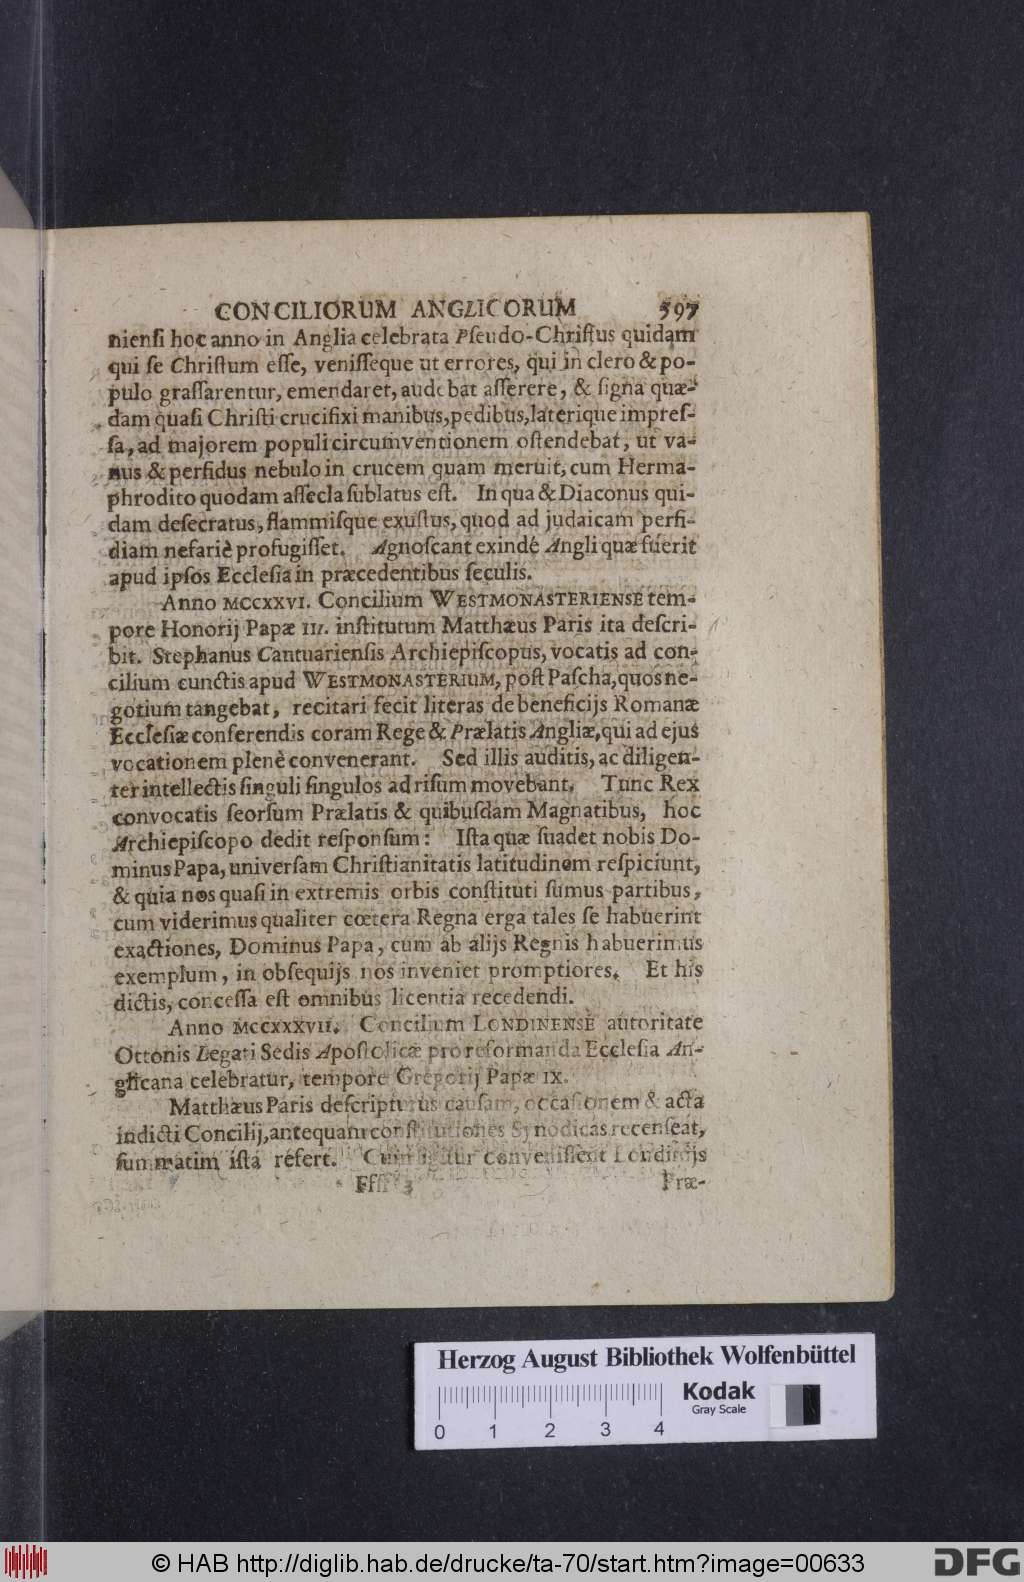 CONCILIORUM ANGLICORUM 597
nienſi hoc anno in Anglia celebrata Pſeudo-Chriſtus quidam
qui ſe Chriſtum eſſe, veniſſeque ut errores, qui in clero & po-
pulo graſſarentur, emendaret, audebat aſſerere, & ſigna quæ-
dam quaſi Chriſti crucifixi manibus, pedibus, laterique impreſ-
ſa, ad majorem populi circumventionem oſtendebat, ut va-
nus & perfidus nebulo in crucem quam meruit, cum Herma-
phrodito quodam aſſecla ſublatus eſt. In qua & Diaconus qui-
dam deſecratus, flammiſque exuſtus, quod ad judaicam perfi-
diam nefariè profugiſſet. Agnoſcant exindé Angli quæ fuerit
apud ipſos Eccleſia in præcedentibus ſeculis.
Anno MCCXXVI. Concilium WESTMONASTERIENSE tem-
pore Honorij Papæ III. inſtitutum Matthæus Paris ita deſcri-
bit. Stephanus Cantuarienſis Archiepiſcopus, vocatis ad con-
cilium cunctis apud WESTMONASTERIUM, poſt Paſcha, quos ne-
gotium tangebat, recitari fecit literas de beneficijs Romanæ
Eccleſiæ conferendis coram Rege & Prælatis Angliæ, qui ad ejus
vocationem plenè convenerant. Sed illis auditis, ac diligen-
ter intellectis ſinguli ſingulos ad riſum movebant. Tunc Rex
convocatis ſeorſum Prælatis & quibuſdam Magnatibus, hoc
Archiepiſcopo dedit reſponſum: Iſta quæ ſuadet nobis Do-
minus Papa, univerſam Chriſtianitatis latitudinem reſpiciunt,
& quia nos quaſi in extremis orbis conſtituti ſumus partibus,
cum viderimus qualiter cœtera Regna erga tales ſe habuerint
exactiones, Dominus Papa, cum ab alijs Regnis habuerimus
exemplum, in obſequijs nos inveniet promptiores. Et his
dictis, conceſſa eſt omnibus licentia recedendi.
Anno MCCXXXVII. Concilium LONDINENSE autoritate
Ottonis Legati Sedis Apoſtolicæ pro reformanda Eccleſia An-
glicana celebratur, tempore Gregorij Papæ IX.
Matthæus Paris deſcripturus cauſam, occaſionem & acta
indicti Concilij, antequam conſtitutiones Synodicas recenſeat,
ſummatim iſta refert. Cum igitur conveniſſent Londinijs
Ffff 3 Præ-
Herzog August Bibliothek Wolfenbüttel
Kodak
Gray Scale
0 1 2 3 4
© HAB http://diglib.hab.de/drucke/ta-70/start.htm?image=00633
DFG